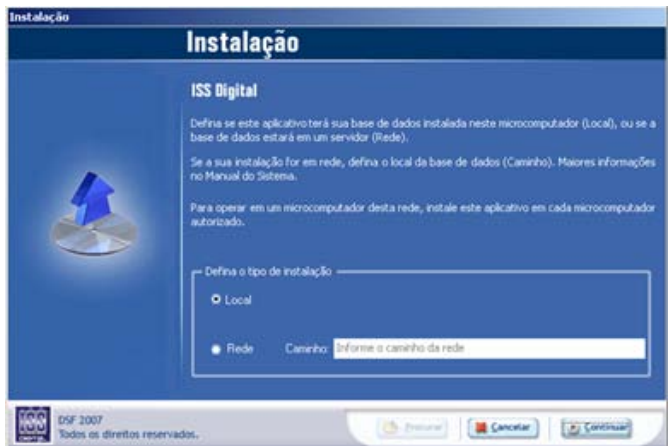 Instalação
Instalação
ISS Digital
Defina se este aplicativo terá sua base de dados instalada neste microcomputador (Local), ou se a
base de dados estará em um servidor (Rede).
Se a sua instalação for em rede, defina o local da base de dados (Caminho). Maiores informações
no Manual do Sistema.
Para operar em um microcomputador desta rede, instale este aplicativo em cada microcomputador
autorizado.
Defina o tipo de instalação
Local
Rede Caminho: Informe o caminho da rede
ISS DIGITAL
DSF 2007
Todos os direitos reservados.
Procurar Cancelar Continuar